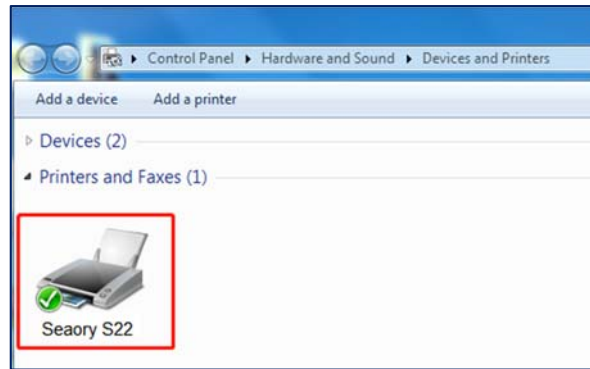 Control Panel Hardware and Sound Devices and Printers
Add a device Add a printer
Devices (2)
Printers and Faxes (1)
Seaory S22